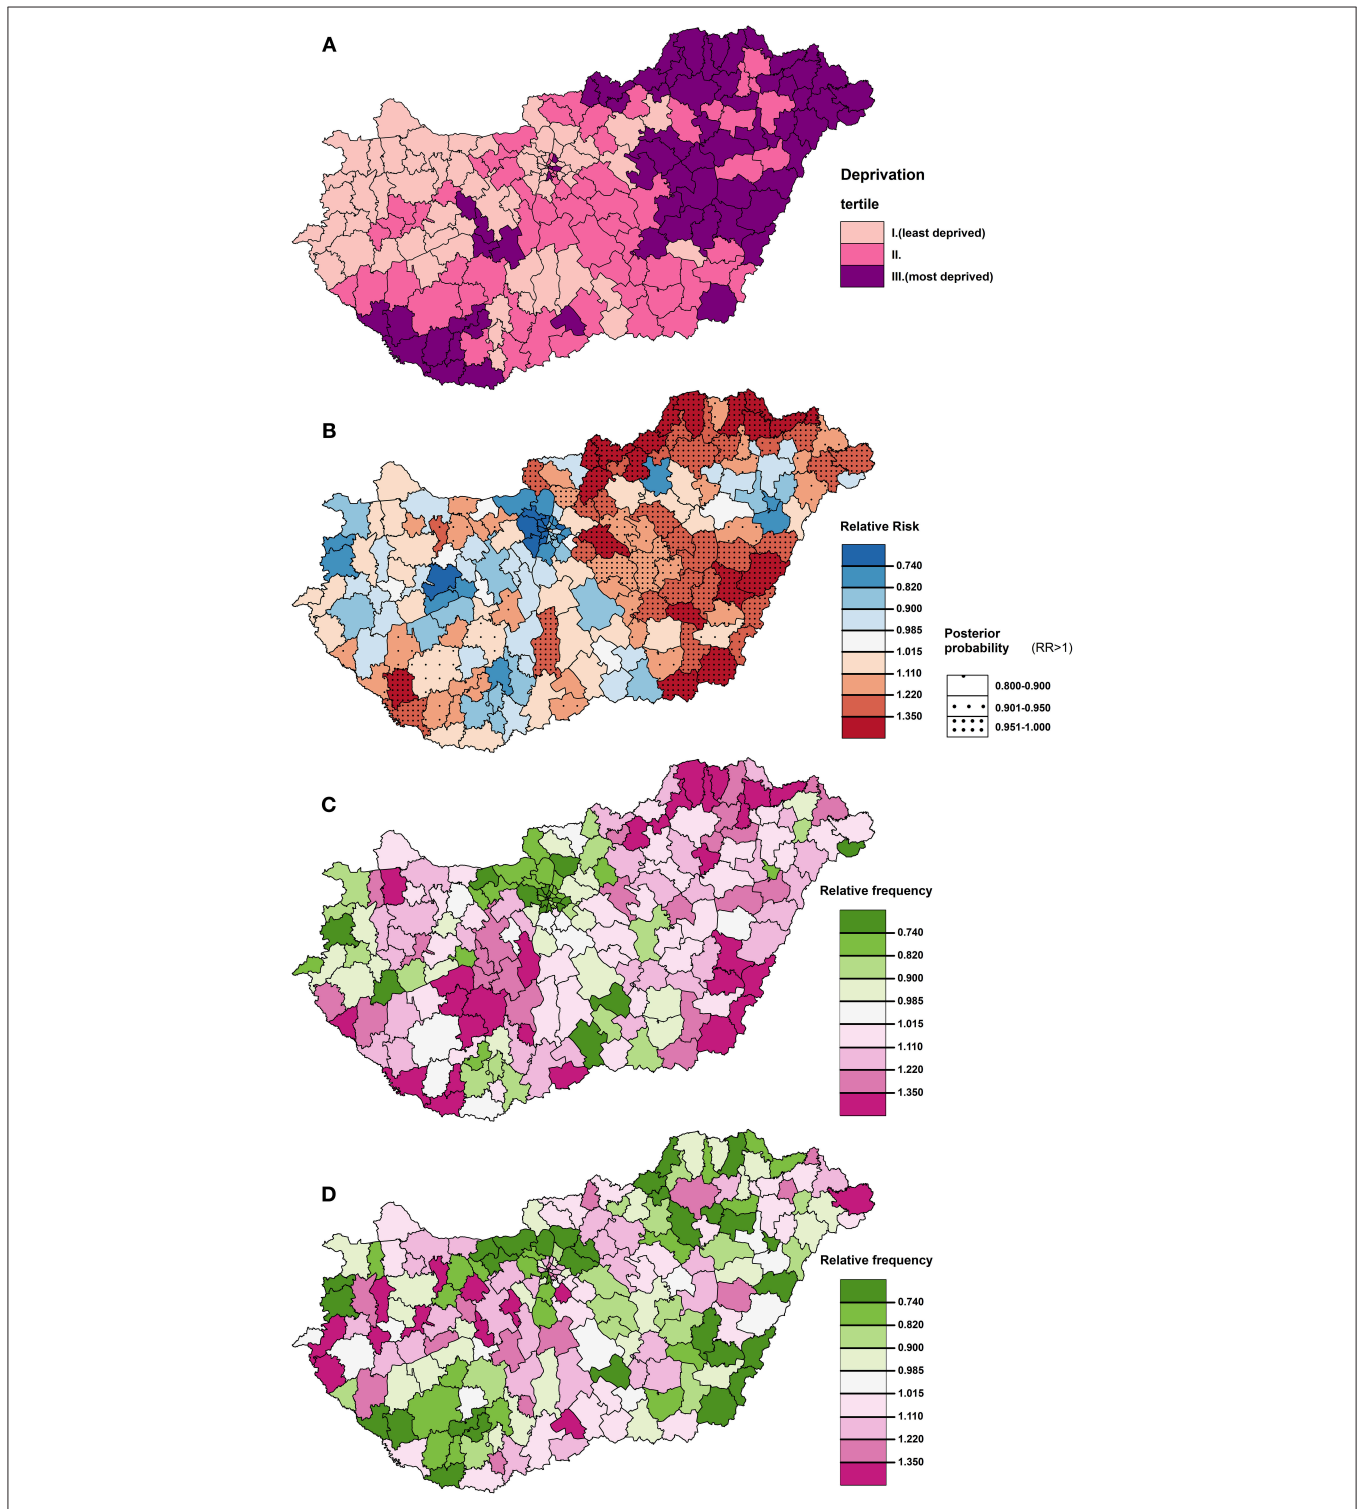 A
Deprivation
tertile
I.(least deprived)
II.
III.(most deprived)
B
Relative Risk
0.740
0.820
0.900
0.985
1.015
1.110
1.220
1.350
Posterior
probability (RR>1)
0.800-0.900
0.901-0.950
0.951-1.000
C
Relative frequency
0.740
0.820
0.900
0.985
1.015
1.110
1.220
1.350
D
Relative frequency
0.740
0.820
0.900
0.985
1.015
1.110
1.220
1.350